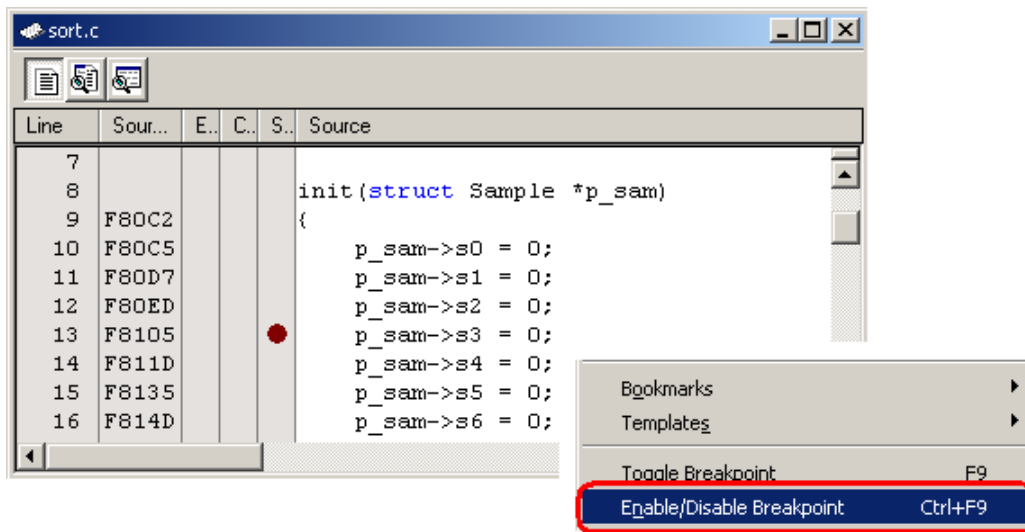 sort.c
Line Sour... E.. C.. S.. Source
7
8 init(struct Sample *p_sam)
9 F80C2 {
10 F80C5 p_sam->s0 = 0;
11 F80D7 p_sam->s1 = 0;
12 F80ED p_sam->s2 = 0;
13 F8105 p_sam->s3 = 0;
14 F811D p_sam->s4 = 0;
15 F8135 p_sam->s5 = 0;
16 F814D p_sam->s6 = 0;
Bookmarks
Templates
Toggle Breakpoint F9
Enable/Disable Breakpoint Ctrl+F9